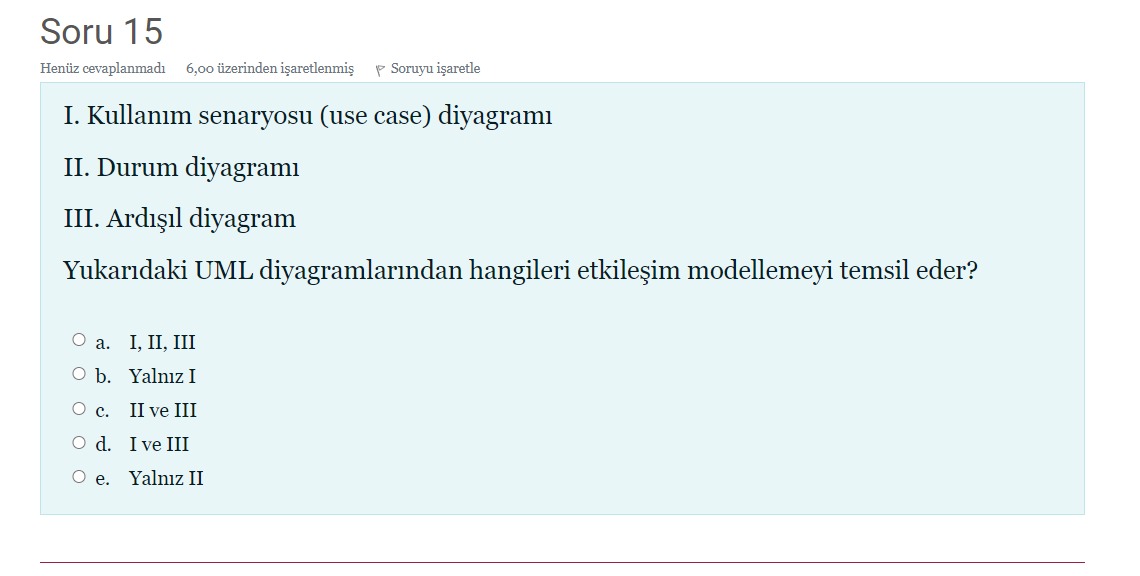 Soru 15
Henüz cevaplanmadı 6,00 üzerinden işaretlenmiş Soruyu işaretle
I. Kullanım senaryosu (use case) diyagramı
II. Durum diyagramı
III. Ardışıl diyagram
Yukarıdaki UML diyagramlarından hangileri etkileşim modellemeyi temsil eder?
a. I, II, III
b. Yalnız I
c. II ve III
d. I ve III
e. Yalnız II